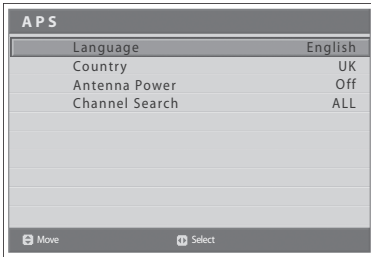 APS
Language English
Country UK
Antenna Power Off
Channel Search ALL
Move Select